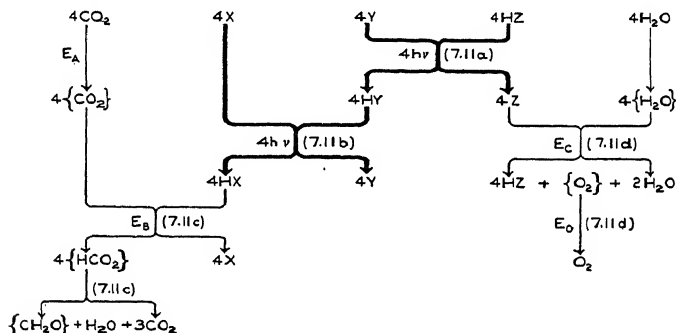 4CO₂ 4X 4Y 4HZ 4H₂O
E_A 4hν (7.11a)
4{CO₂} 4HY 4Z 4{H₂O}
4hν (7.11b) E_C (7.11d)
4HX 4Y 4HZ + {O₂} + 2H₂O
E_B (7.11c) E_D (7.11d)
4{HCO₂} 4X O₂
(7.11c)
{CH₂O} + H₂O + 3CO₂